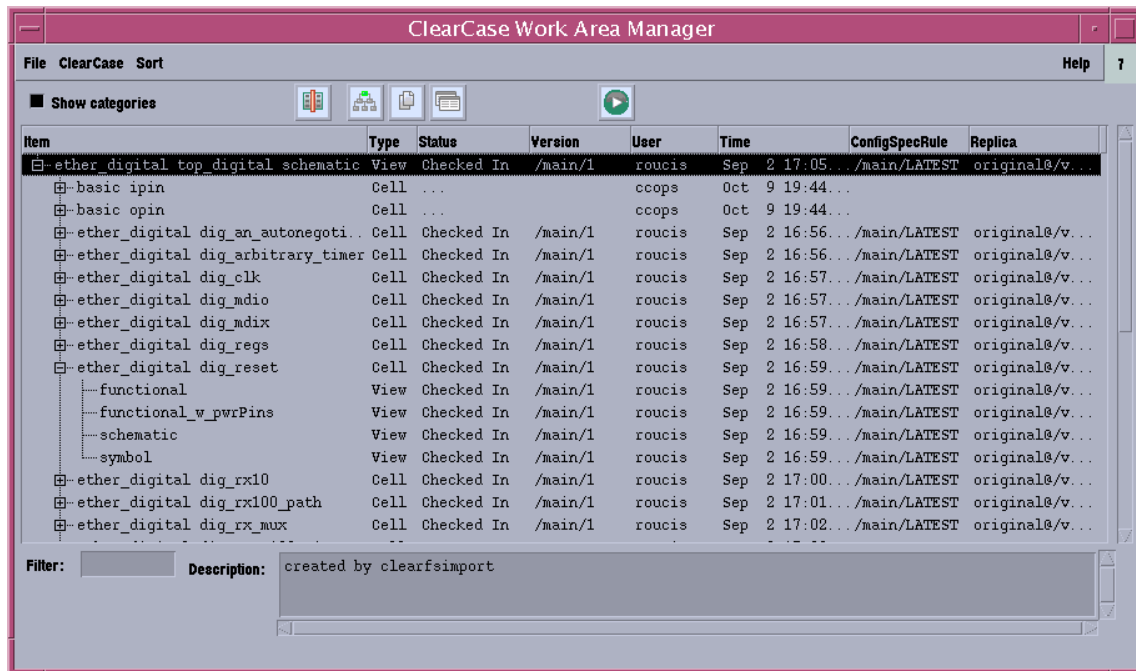 ClearCase Work Area Manager
File ClearCase Sort Help 7
Show categories
Item Type Status Version User Time ConfigSpecRule Replica
ether_digital top_digital schematic View Checked In /main/1 roucis Sep 2 17:05... /main/LATEST original@/v...
basic ipin Cell ... ccops Oct 9 19:44...
basic opin Cell ... ccops Oct 9 19:44...
ether_digital dig_an_autonegoti.. Cell Checked In /main/1 roucis Sep 2 16:56... /main/LATEST original@/v...
ether_digital dig_arbitrary_timer Cell Checked In /main/1 roucis Sep 2 16:56... /main/LATEST original@/v...
ether_digital dig_clk Cell Checked In /main/1 roucis Sep 2 16:57... /main/LATEST original@/v...
ether_digital dig_mdio Cell Checked In /main/1 roucis Sep 2 16:57... /main/LATEST original@/v...
ether_digital dig_mdix Cell Checked In /main/1 roucis Sep 2 16:57... /main/LATEST original@/v...
ether_digital dig_regs Cell Checked In /main/1 roucis Sep 2 16:58... /main/LATEST original@/v...
ether_digital dig_reset Cell Checked In /main/1 roucis Sep 2 16:59... /main/LATEST original@/v...
functional View Checked In /main/1 roucis Sep 2 16:59... /main/LATEST original@/v...
functional_w_pwrPins View Checked In /main/1 roucis Sep 2 16:59... /main/LATEST original@/v...
schematic View Checked In /main/1 roucis Sep 2 16:59... /main/LATEST original@/v...
symbol View Checked In /main/1 roucis Sep 2 16:59... /main/LATEST original@/v...
ether_digital dig_rx10 Cell Checked In /main/1 roucis Sep 2 17:00... /main/LATEST original@/v...
ether_digital dig_rx100_path Cell Checked In /main/1 roucis Sep 2 17:01... /main/LATEST original@/v...
ether_digital dig_rx_mux Cell Checked In /main/1 roucis Sep 2 17:02... /main/LATEST original@/v...
Filter: Description: created by clearfsimport